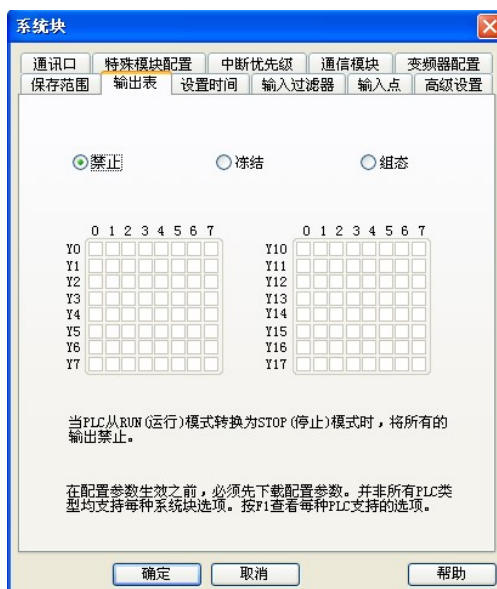 系统块
通讯口 特殊模块配置 中断优先级 通信模块 变频器配置
保存范围 输出表 设置时间 输入过滤器 输入点 高级设置
禁止 冻结 组态
0 1 2 3 4 5 6 7 0 1 2 3 4 5 6 7
Y0 Y10
Y1 Y11
Y2 Y12
Y3 Y13
Y4 Y14
Y5 Y15
Y6 Y16
Y7 Y17
当PLC从RUN(运行)模式转换为STOP(停止)模式时，将所有的
输出禁止。
在配置参数生效之前，必须先下载配置参数。并非所有PLC类
型均支持每种系统块选项。按F1查看每种PLC支持的选项。
确定 取消 帮助